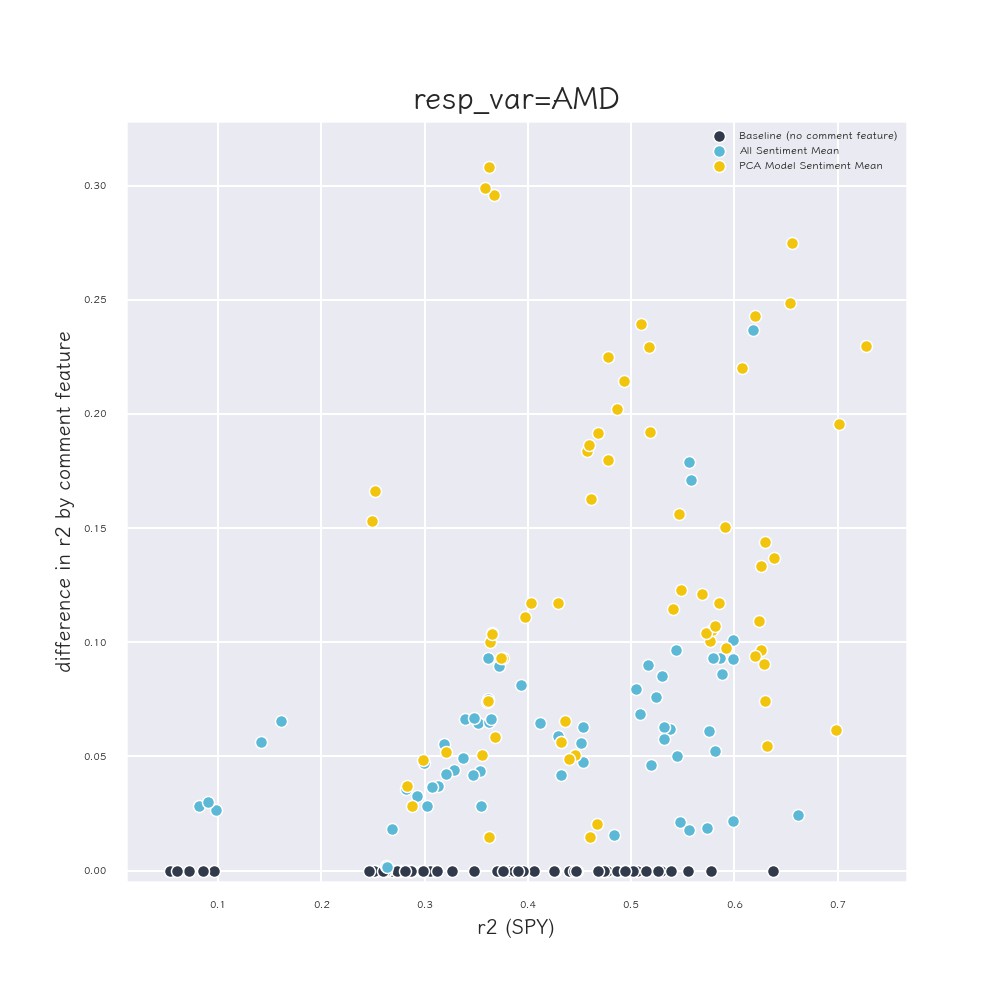 resp_var=AMD
Baseline (no comment feature)
All Sentiment Mean
PCA Model Sentiment Mean
0.30
0.25
0.20
0.15
0.10
0.05
0.00
difference in r2 by comment feature
0.1 0.2 0.3 0.4 0.5 0.6 0.7
r2 (SPY)